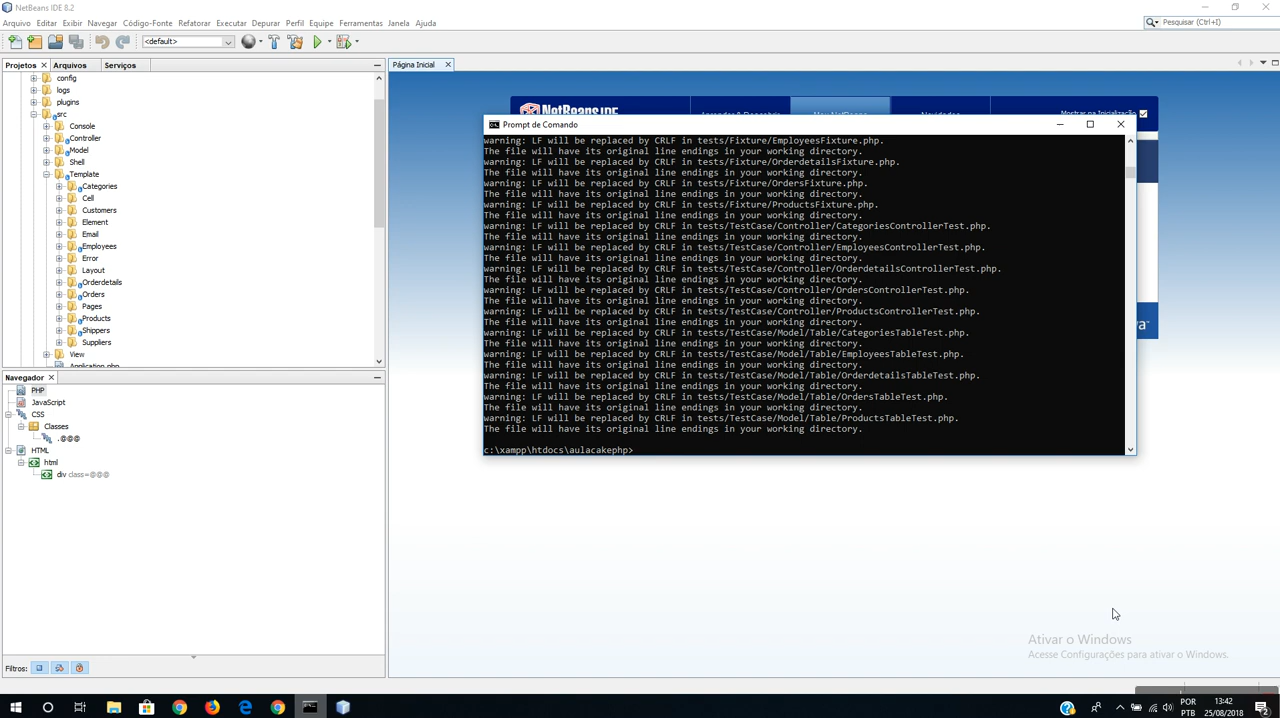 NetBeans IDE 8.2
Arquivo Editar Exibir Navegar Código-Fonte Refatorar Executar Depurar Perfil Equipe Ferramentas Janela Ajuda
Pesquisar (Ctrl+I)
<default>
Projetos Arquivos Serviços
Página Inicial
config
logs
plugins
src
Console
Controller
Model
Shell
Template
Categories
Cell
Customers
Element
Email
Employees
Error
Layout
Orderdetails
Orders
Pages
Products
Shippers
Suppliers
View
Application.php
Navegador
PHP
JavaScript
CSS
Classes
.@@@
HTML
html
div class=@@@
Filtros:
NetBeans IDE
Aprender & Descobrir
Meu NetBeans
Novidades
Mostrar na Inicialização
Prompt de Comando
warning: LF will be replaced by CRLF in tests/Fixture/EmployeesFixture.php.
The file will have its original line endings in your working directory.
warning: LF will be replaced by CRLF in tests/Fixture/OrderdetailsFixture.php.
The file will have its original line endings in your working directory.
warning: LF will be replaced by CRLF in tests/Fixture/OrdersFixture.php.
The file will have its original line endings in your working directory.
warning: LF will be replaced by CRLF in tests/Fixture/ProductsFixture.php.
The file will have its original line endings in your working directory.
warning: LF will be replaced by CRLF in tests/TestCase/Controller/CategoriesControllerTest.php.
The file will have its original line endings in your working directory.
warning: LF will be replaced by CRLF in tests/TestCase/Controller/EmployeesControllerTest.php.
The file will have its original line endings in your working directory.
warning: LF will be replaced by CRLF in tests/TestCase/Controller/OrderdetailsControllerTest.php.
The file will have its original line endings in your working directory.
warning: LF will be replaced by CRLF in tests/TestCase/Controller/OrdersControllerTest.php.
The file will have its original line endings in your working directory.
warning: LF will be replaced by CRLF in tests/TestCase/Controller/ProductsControllerTest.php.
The file will have its original line endings in your working directory.
warning: LF will be replaced by CRLF in tests/TestCase/Model/Table/CategoriesTableTest.php.
The file will have its original line endings in your working directory.
warning: LF will be replaced by CRLF in tests/TestCase/Model/Table/EmployeesTableTest.php.
The file will have its original line endings in your working directory.
warning: LF will be replaced by CRLF in tests/TestCase/Model/Table/OrderdetailsTableTest.php.
The file will have its original line endings in your working directory.
warning: LF will be replaced by CRLF in tests/TestCase/Model/Table/OrdersTableTest.php.
The file will have its original line endings in your working directory.
warning: LF will be replaced by CRLF in tests/TestCase/Model/Table/ProductsTableTest.php.
The file will have its original line endings in your working directory.
c:\xampp\htdocs\aulacakephp>
Ativar o Windows
Acesse Configurações para ativar o Windows.
POR
PTB
13:42
25/08/2018
2